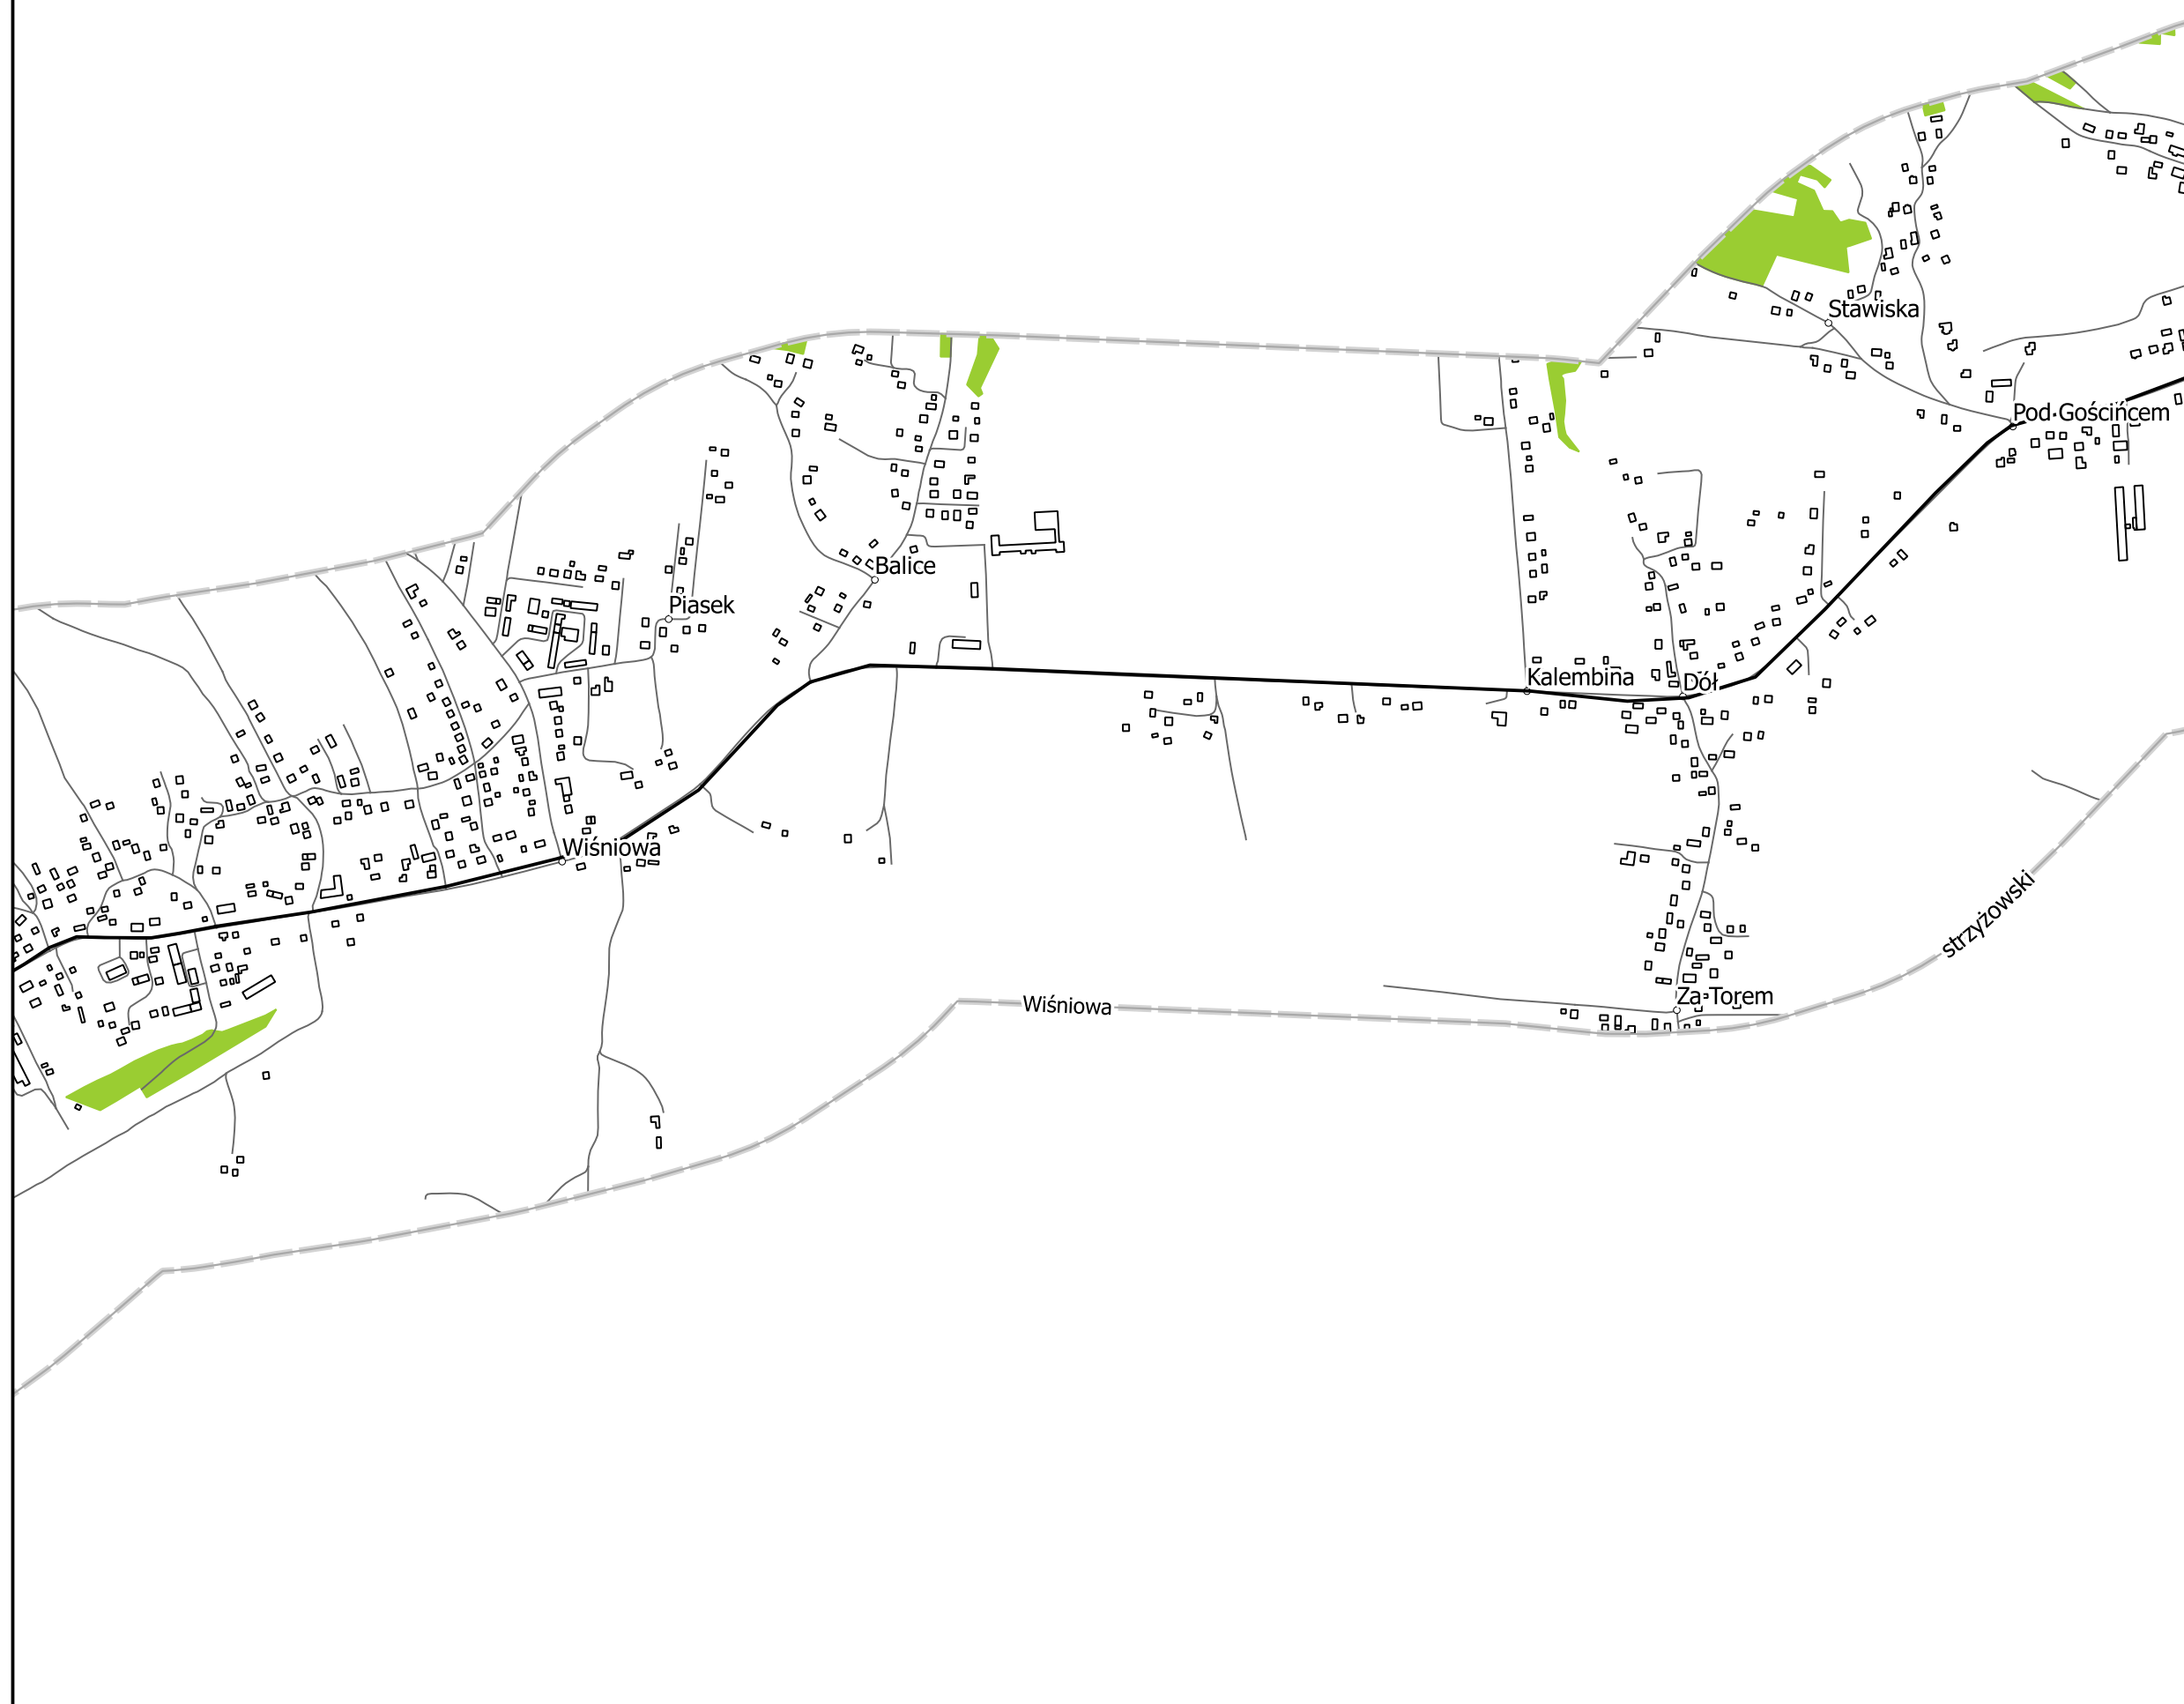 Stawiska
Pod Gościńcem
Balice
Piasek
Kalembina
Dół
Wiśniowa
strzyżowski
Za Torem
Wiśniowa